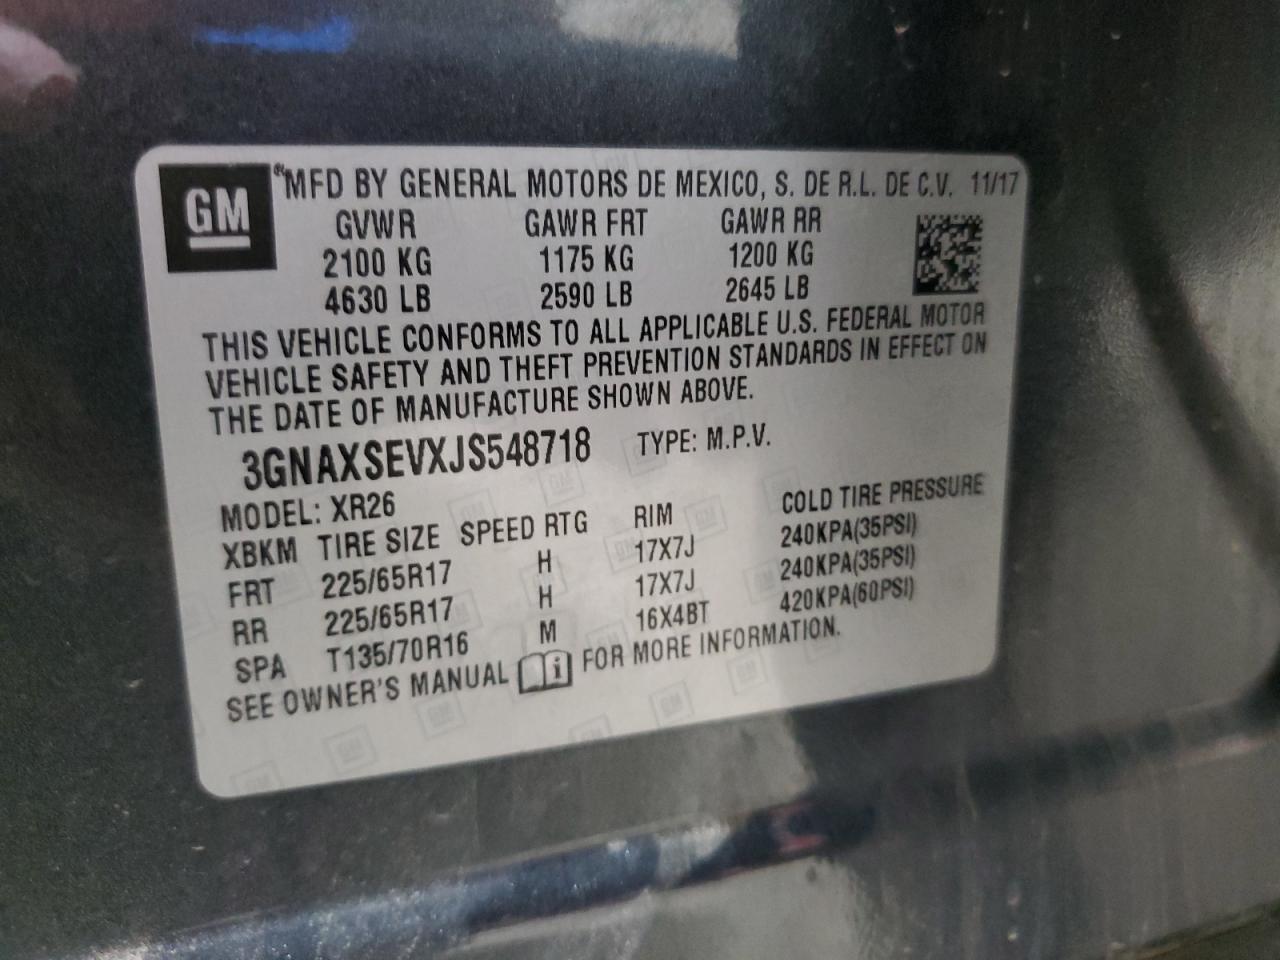 GM
MFD BY GENERAL MOTORS DE MEXICO, S. DE R.L. DE C.V. 11/17
GVWR GAWR FRT GAWR RR
2100 KG 1175 KG 1200 KG
4630 LB 2590 LB 2645 LB
THIS VEHICLE CONFORMS TO ALL APPLICABLE U.S. FEDERAL MOTOR
VEHICLE SAFETY AND THEFT PREVENTION STANDARDS IN EFFECT ON
THE DATE OF MANUFACTURE SHOWN ABOVE.
3GNAXSEVXJS548718 TYPE: M.P.V.
MODEL: XR26
XBKM TIRE SIZE SPEED RTG RIM COLD TIRE PRESSURE
FRT 225/65R17 H 17X7J 240KPA(35PSI)
RR 225/65R17 H 17X7J 240KPA(35PSI)
SPA T135/70R16 M 16X4BT 420KPA(60PSI)
SEE OWNER'S MANUAL FOR MORE INFORMATION.